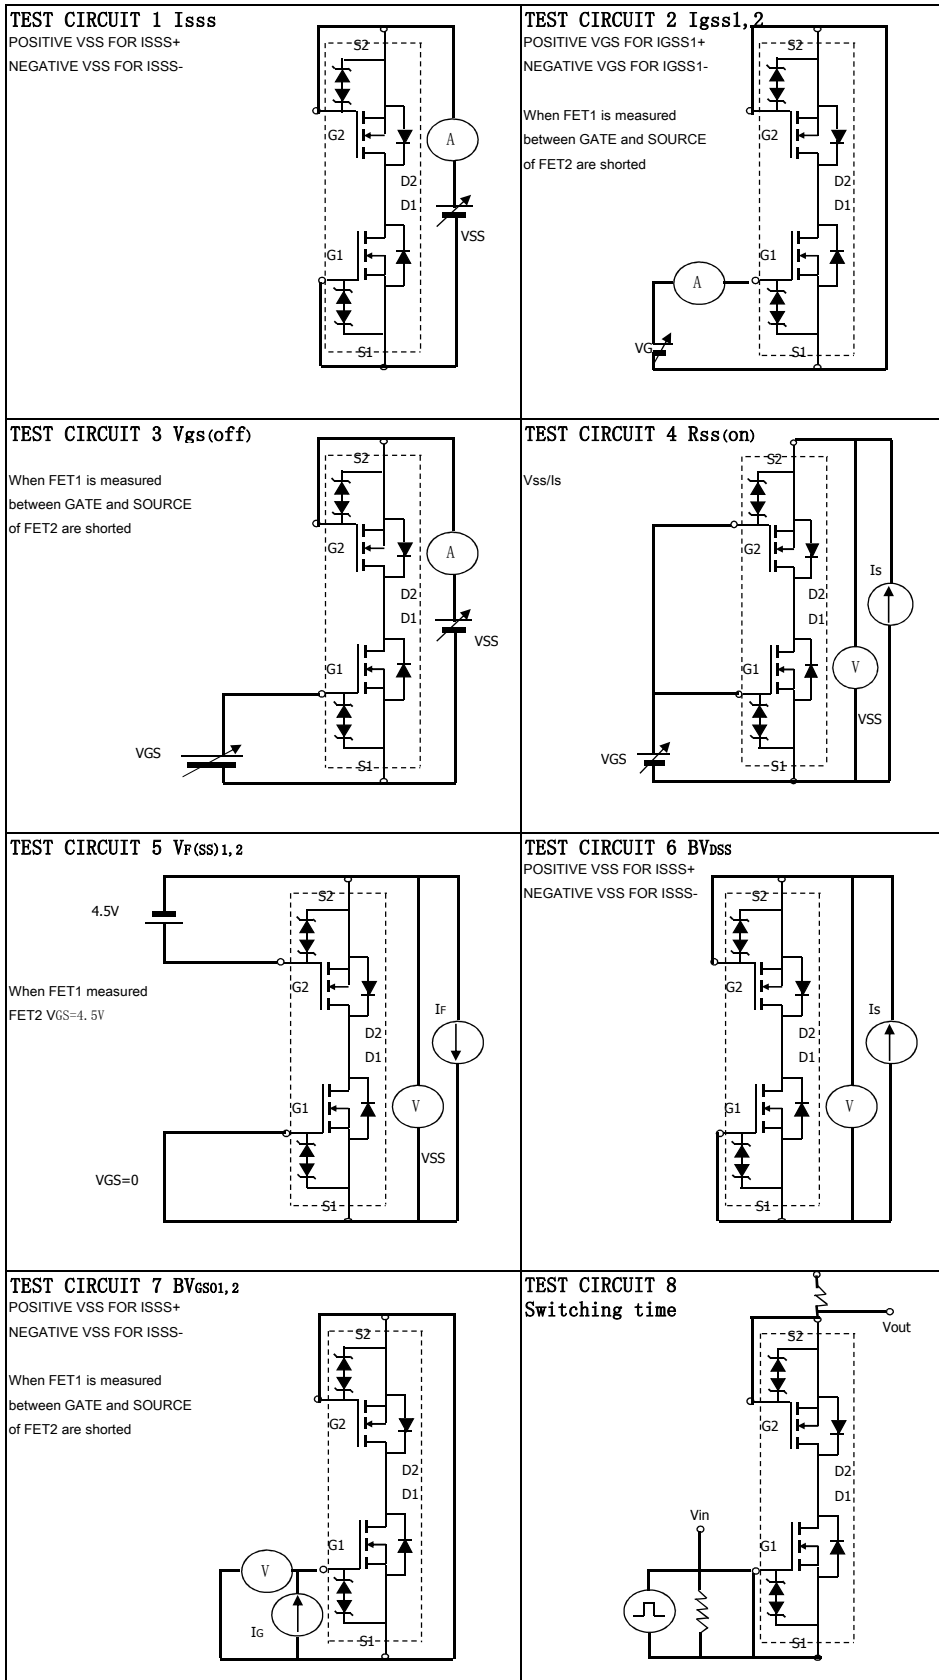 TEST CIRCUIT 1 Isss
POSITIVE VSS FOR ISSS+
NEGATIVE VSS FOR ISSS-
S2
G2
A
D2
D1
VSS
G1
S1
TEST CIRCUIT 2 Igss1,2
POSITIVE VGS FOR IGSS1+
NEGATIVE VGS FOR IGSS1-
When FET1 is measured
between GATE and SOURCE
of FET2 are shorted
S2
G2
D2
D1
G1
A
VG
S1
TEST CIRCUIT 3 Vgs(off)
When FET1 is measured
between GATE and SOURCE
of FET2 are shorted
S2
G2
A
D2
D1
VSS
G1
VGS
S1
TEST CIRCUIT 4 Rss(on)
Vss/Is
S2
G2
Is
D2
D1
G1
V
VSS
VGS
S1
TEST CIRCUIT 5 VF(SS)1,2
4.5V
When FET1 measured
FET2 VGS=4.5V
S2
G2
IF
D2
D1
G1
V
VSS
VGS=0
S1
TEST CIRCUIT 6 BVDSS
POSITIVE VSS FOR ISSS+
NEGATIVE VSS FOR ISSS-
S2
G2
Is
D2
D1
G1
V
S1
TEST CIRCUIT 7 BVGSO1,2
POSITIVE VSS FOR ISSS+
NEGATIVE VSS FOR ISSS-
When FET1 is measured
between GATE and SOURCE
of FET2 are shorted
S2
G2
D2
D1
G1
V
IG
S1
TEST CIRCUIT 8
Switching time
Vout
S2
G2
D2
D1
Vin
G1
S1